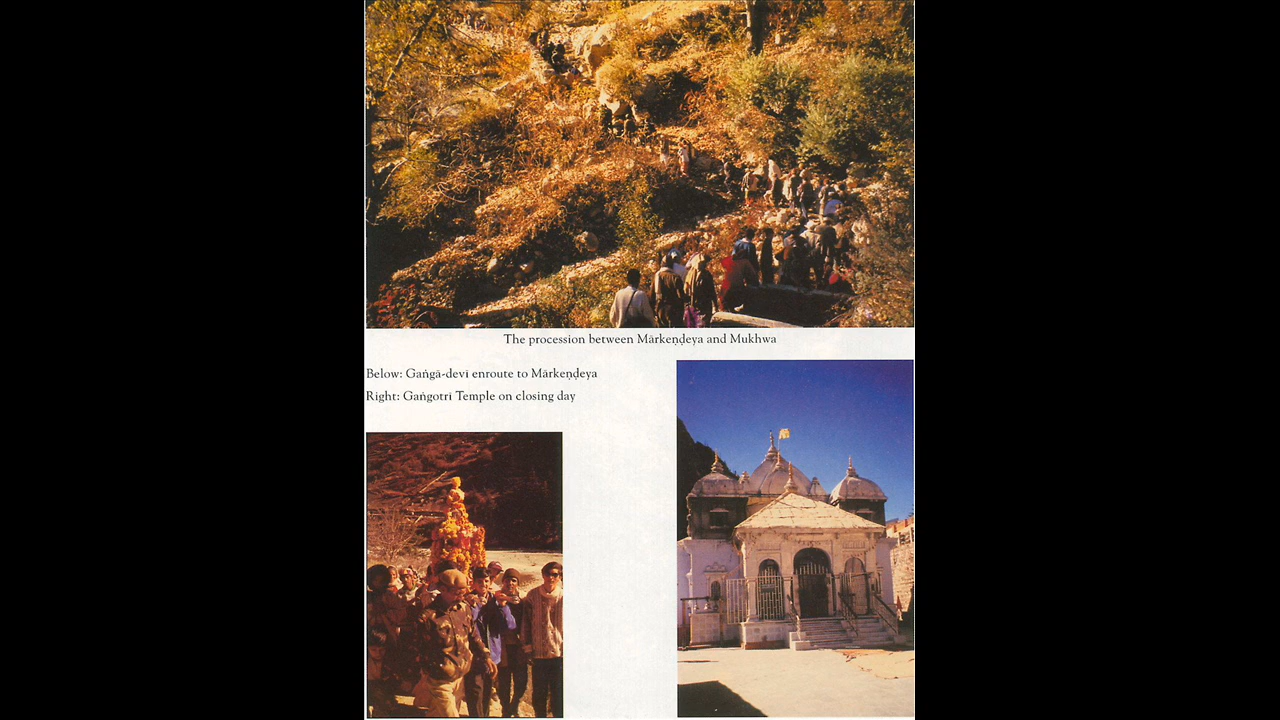 The procession between Mārkeṇḍeya and Mukhwa
Below: Gaṅgā-devī enroute to Mārkeṇḍeya
Right: Gaṅgotrī Temple on closing day